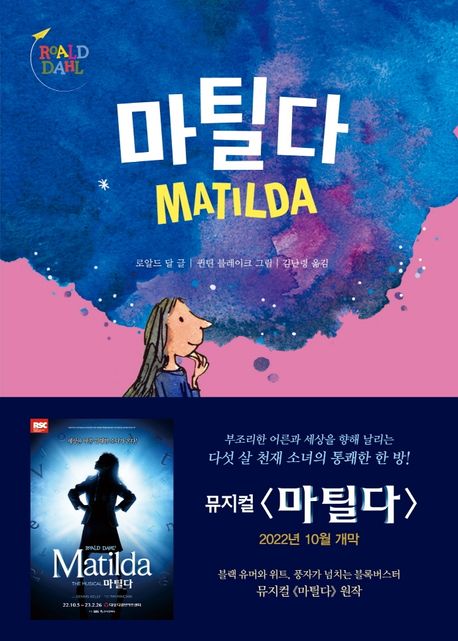 ROALD
DAHL
마틸다
MATILDA
로알드 달 글 | 퀸틴 블레이크 그림 | 김난령 옮김
부조리한 어른과 세상을 향해 날리는
다섯 살 천재 소녀의 통쾌한 한 방!
뮤지컬 〈마틸다〉
2022년 10월 개막
블랙 유머와 위트, 풍자가 넘치는 블록버스터
뮤지컬 《마틸다》 원작
RSC
ROALD DAHL'S
Matilda
THE MUSICAL 마틸다
22.10.5 ~ 23.2.26